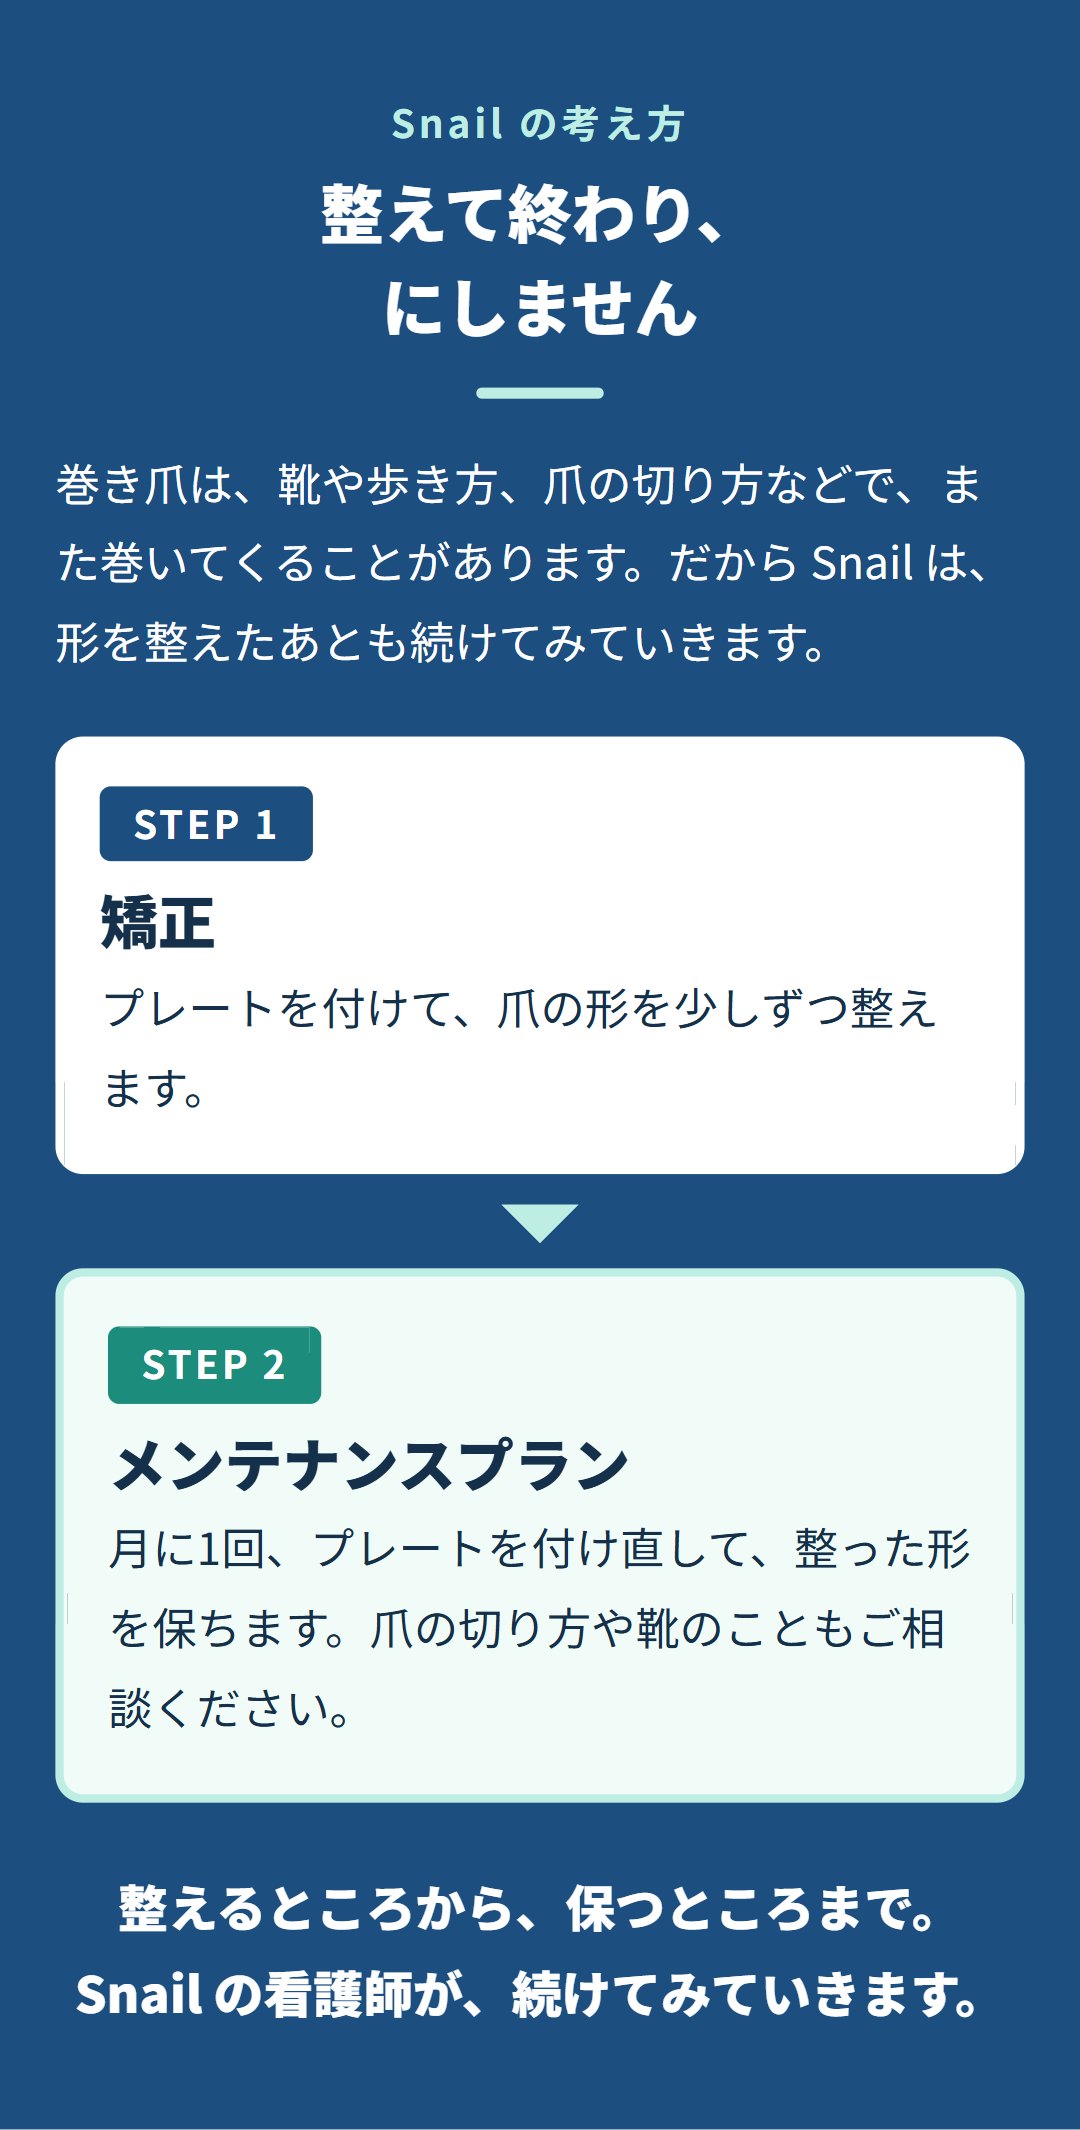 Snail の考え方
整えて終わり、
にしません
巻き爪は、靴や歩き方、爪の切り方などで、ま
た巻いてくることがあります。だから Snail は、
形を整えたあとも続けてみていきます。
STEP 1
矯正
プレートを付けて、爪の形を少しずつ整え
ます。
STEP 2
メンテナンスプラン
月に1回、プレートを付け直して、整った形
を保ちます。爪の切り方や靴のこともご相
談ください。
整えるところから、保つところまで。
Snail の看護師が、続けてみていきます。